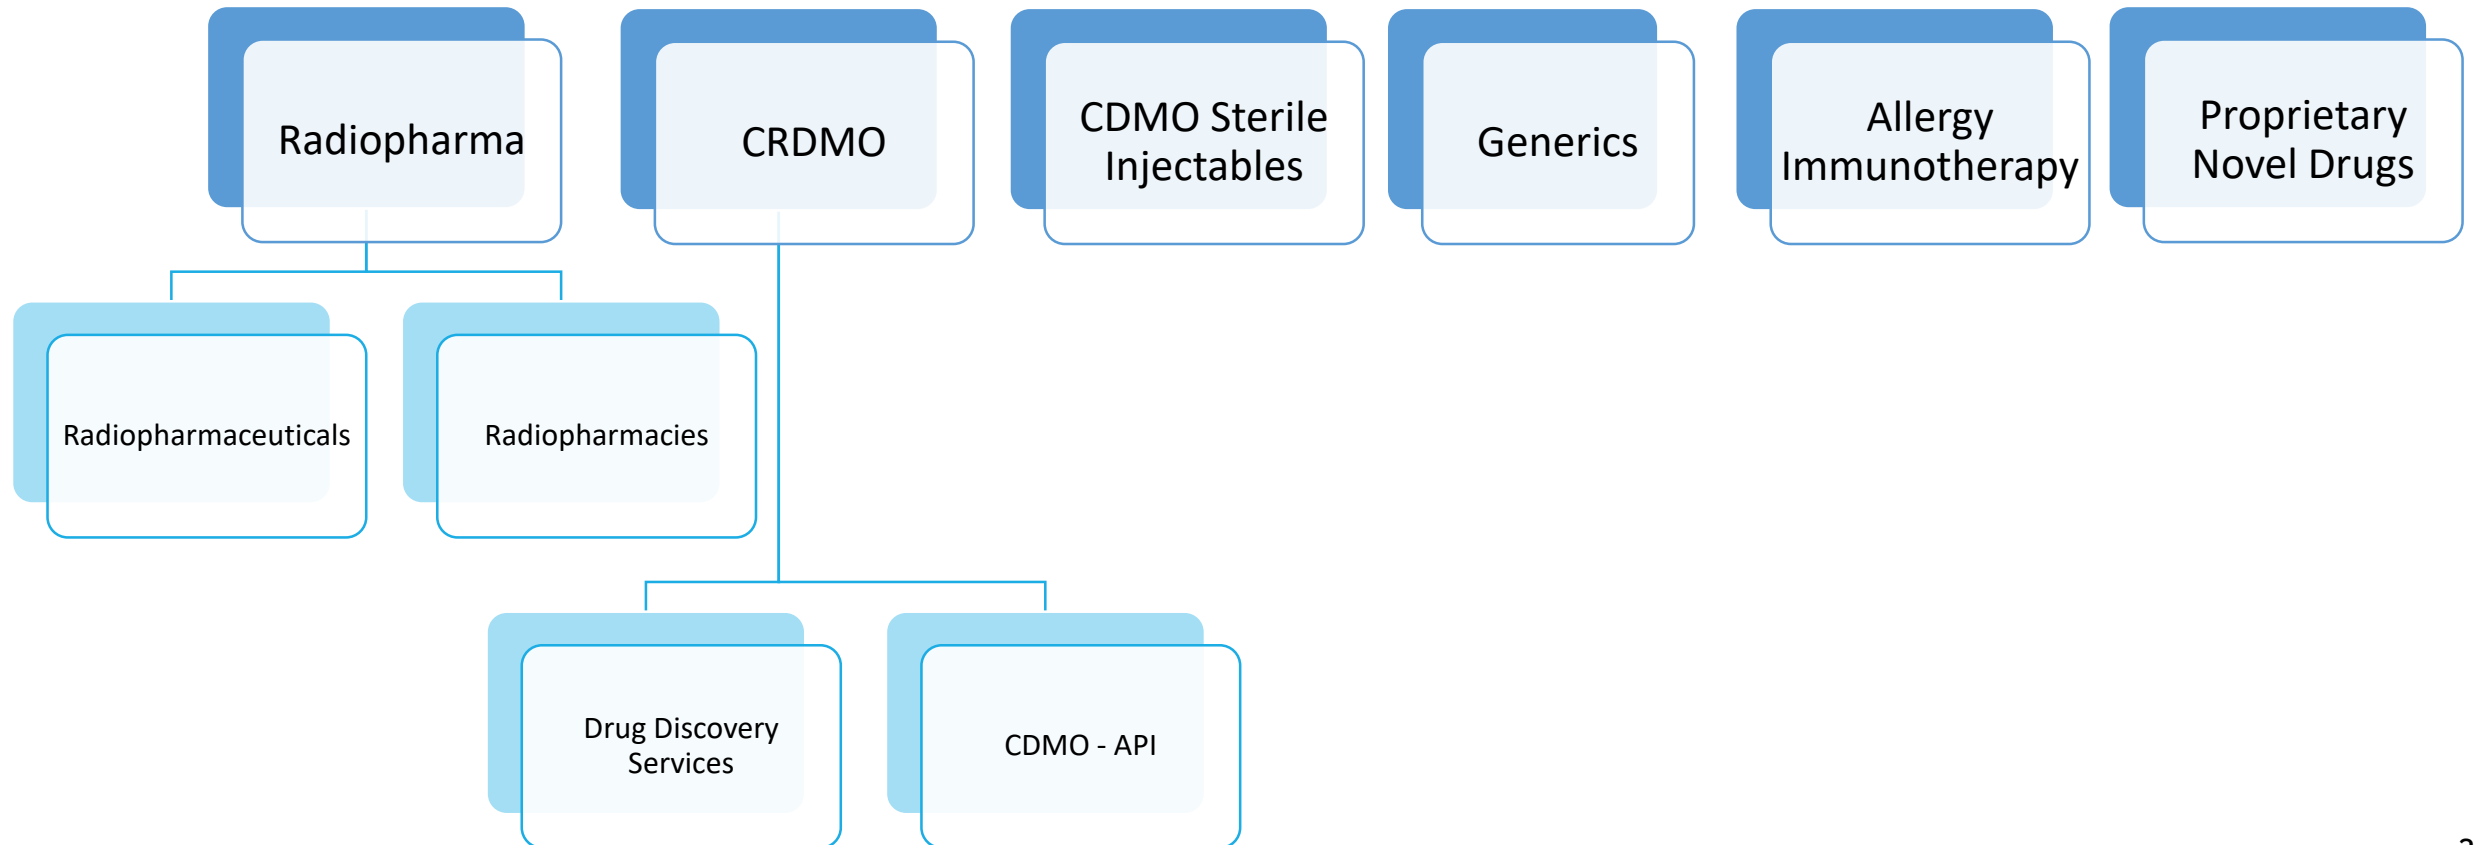 Radiopharma
CRDMO
CDMO Sterile
Injectables
Generics
Allergy
Immunotherapy
Proprietary
Novel Drugs
Radiopharmaceuticals
Radiopharmacies
Drug Discovery
Services
CDMO - API